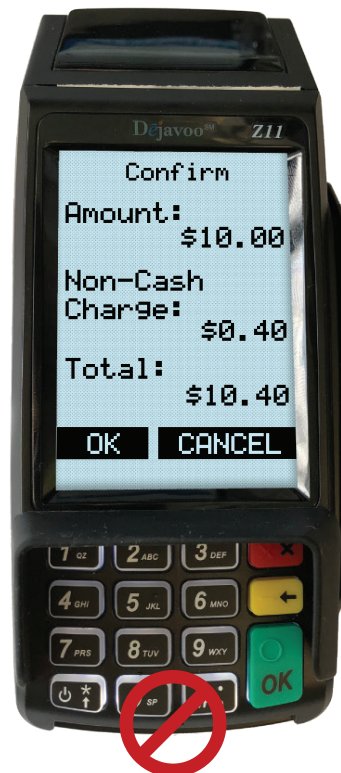 Dejavoo™ Z11
Confirm
Amount:
$10.00
Non-Cash
Charge:
$0.40
Total:
$10.40
OK CANCEL
1 QZ 2 ABC 3 DEF ×
4 GHI 5 JKL 6 MNO ←
7 PRS 8 TUV 9 WXY
* SP OK